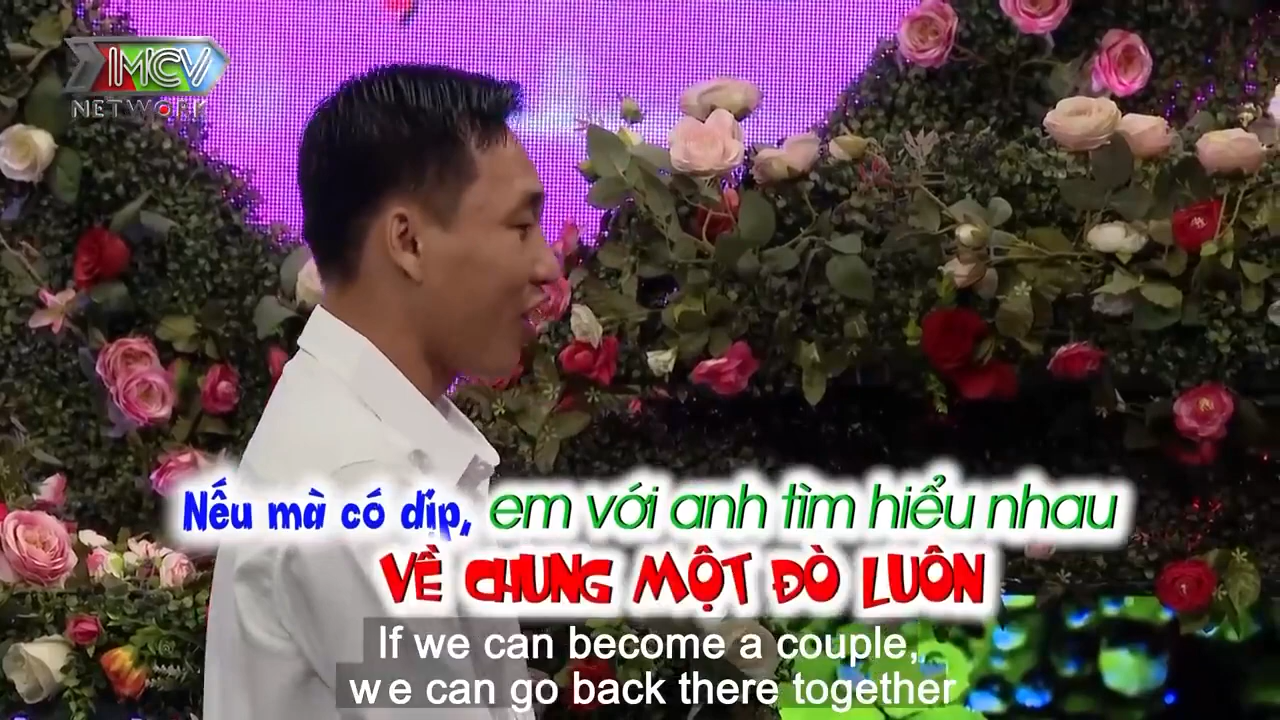 MCV
NETWORK
Nếu mà có dịp, em với anh tìm hiểu nhau
VỀ CHUNG MỘT ĐÒ LUÔN
If we can become a couple,
we can go back there together